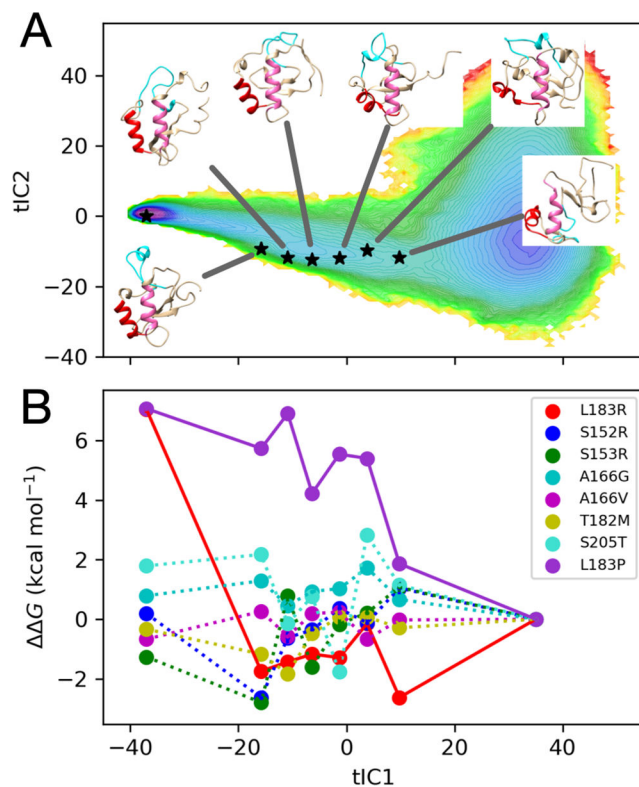 A
40
20
0
−20
−40
tIC2
B
6
4
2
0
−2
ΔΔG (kcal mol⁻¹)
L183R
S152R
S153R
A166G
A166V
T182M
S205T
L183P
−40 −20 0 20 40
tIC1